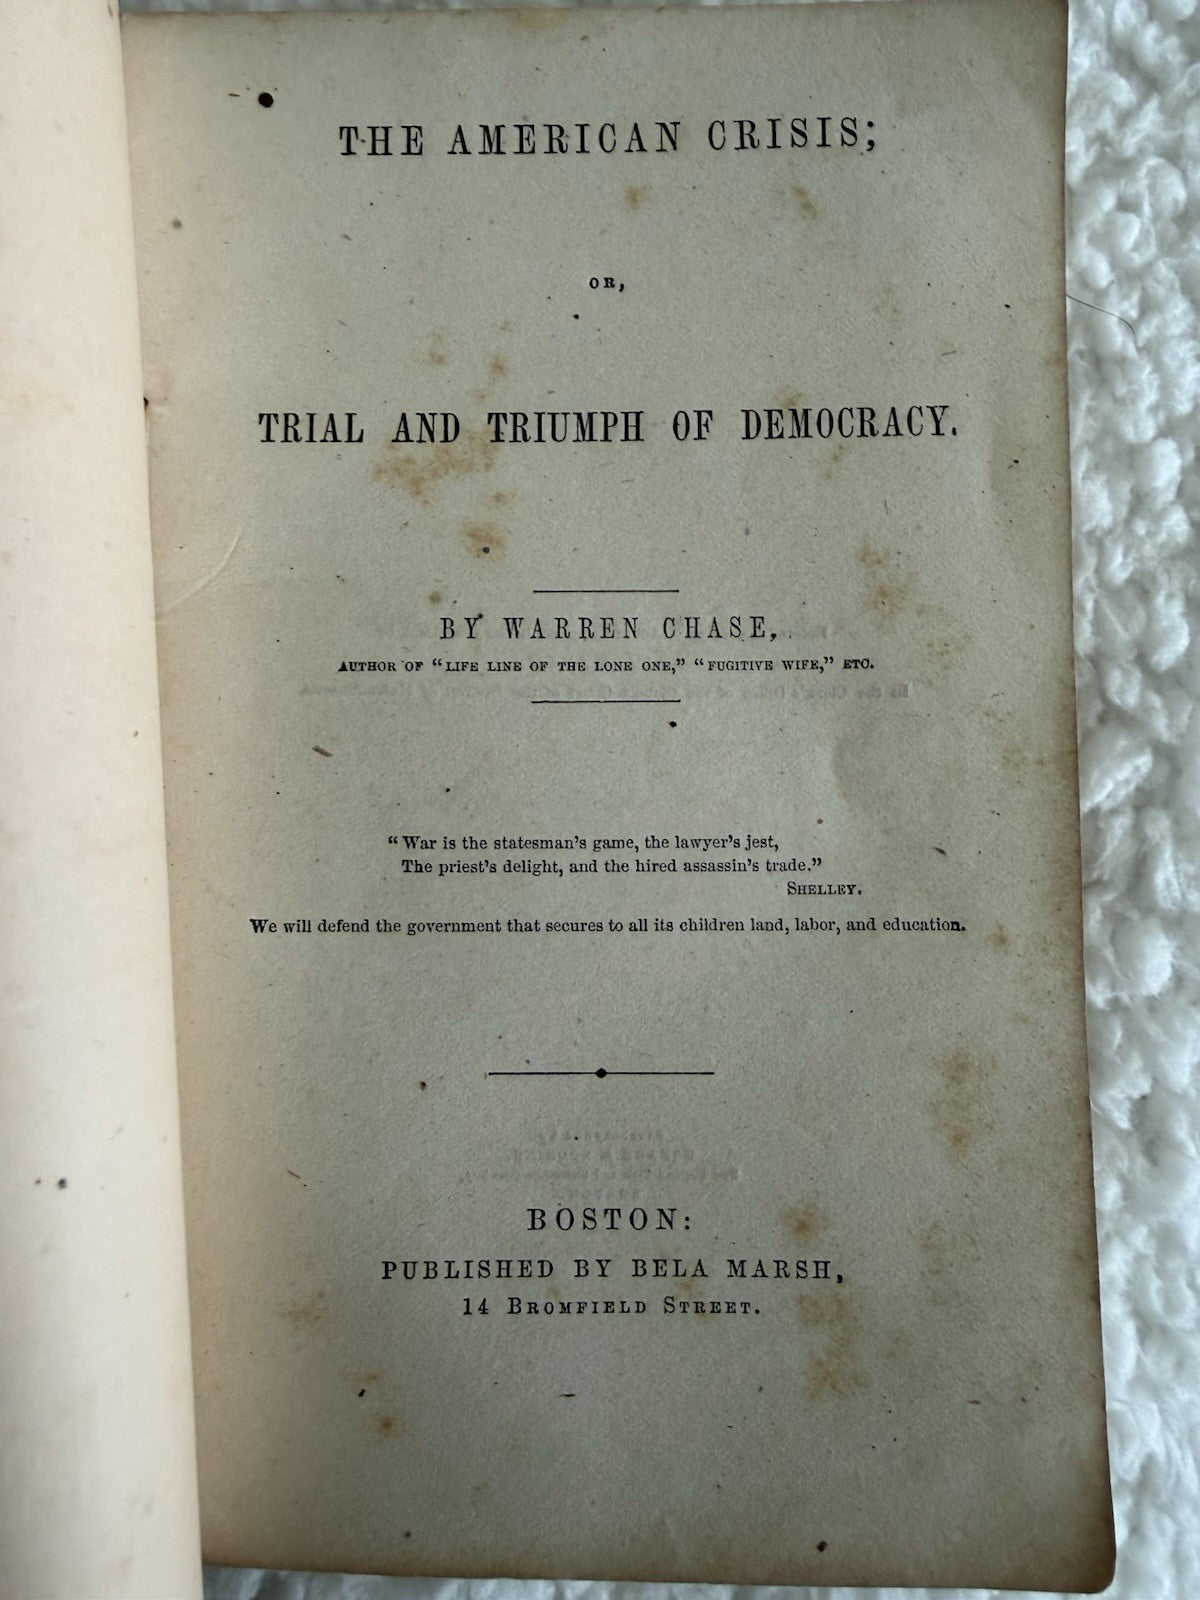 THE AMERICAN CRISIS;
OR,
TRIAL AND TRIUMPH OF DEMOCRACY.
BY WARREN CHASE,
AUTHOR OF "LIFE LINE OF THE LONE ONE," "FUGITIVE WIFE," ETC.
"War is the statesman's game, the lawyer's jest,
The priest's delight, and the hired assassin's trade."
SHELLEY.
We will defend the government that secures to all its children land, labor, and education.
BOSTON:
PUBLISHED BY BELA MARSH,
14 BROMFIELD STREET.